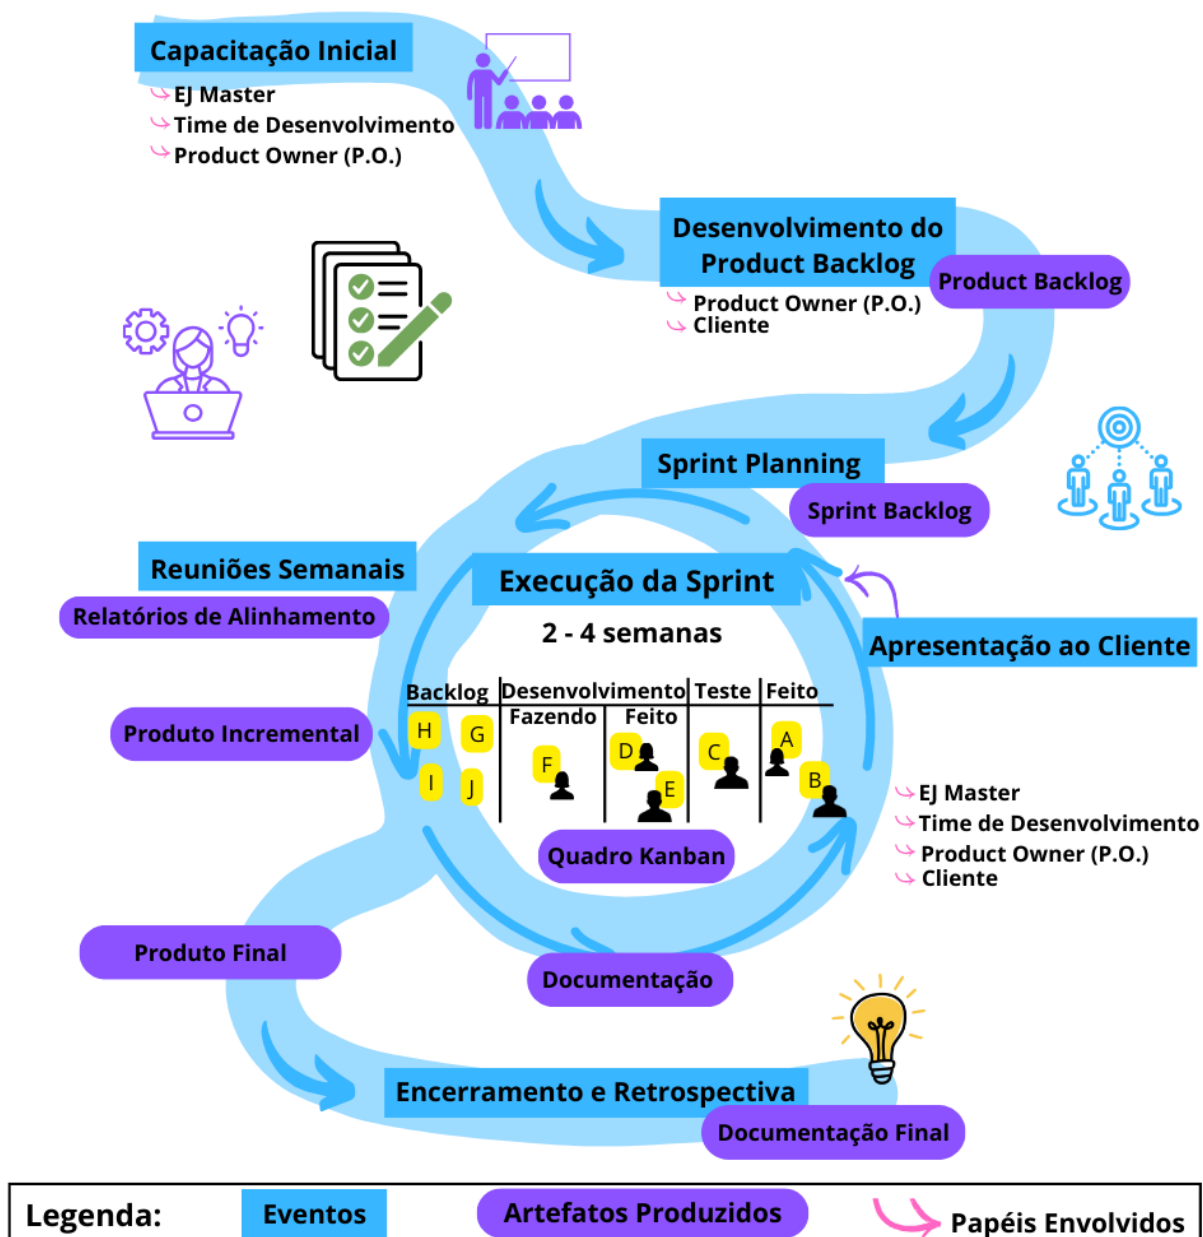 Capacitação Inicial
EJ Master
Time de Desenvolvimento
Product Owner (P.O.)
Desenvolvimento do
Product Backlog
Product Backlog
Product Owner (P.O.)
Cliente
Sprint Planning
Sprint Backlog
Reuniões Semanais
Relatórios de Alinhamento
Execução da Sprint
2 - 4 semanas
Apresentação ao Cliente
Backlog
Desenvolvimento
Teste
Feito
Fazendo
Feito
H
G
I
J
F
D
E
C
A
B
Produto Incremental
Quadro Kanban
EJ Master
Time de Desenvolvimento
Product Owner (P.O.)
Cliente
Produto Final
Documentação
Encerramento e Retrospectiva
Documentação Final
Legenda:
Eventos
Artefatos Produzidos
Papéis Envolvidos